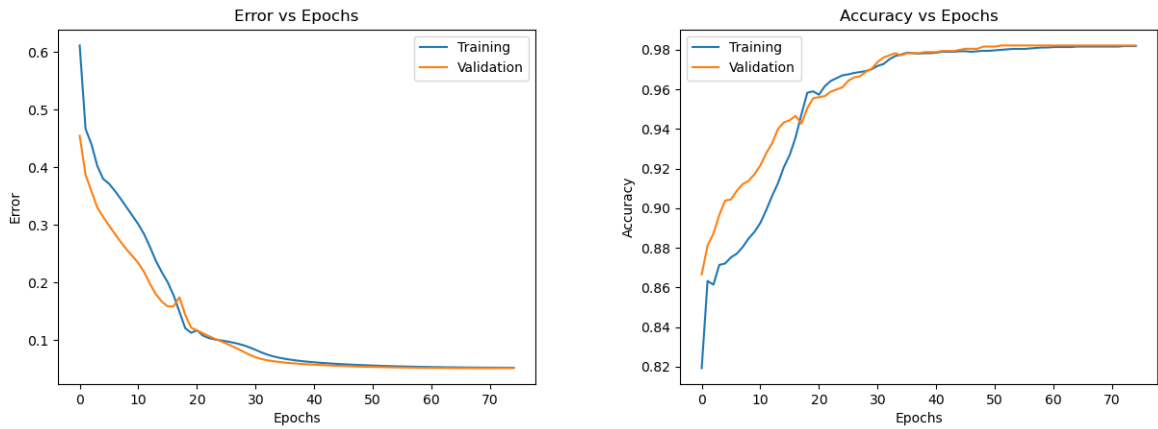 Error vs Epochs
Error
0.6
0.5
0.4
0.3
0.2
0.1
Training
Validation
0 10 20 30 40 50 60 70
Epochs
Accuracy vs Epochs
Accuracy
0.98
0.96
0.94
0.92
0.90
0.88
0.86
0.84
0.82
Training
Validation
0 10 20 30 40 50 60 70
Epochs